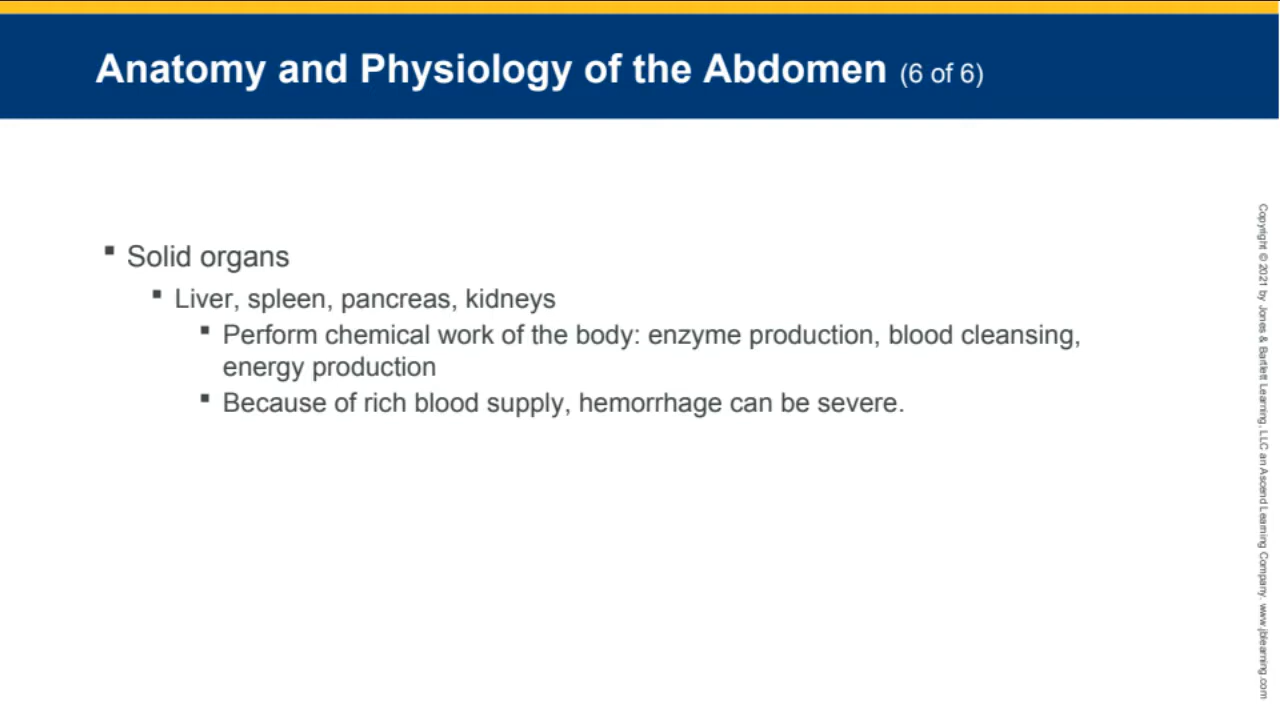 Anatomy and Physiology of the Abdomen (6 of 6)
Solid organs
Liver, spleen, pancreas, kidneys
Perform chemical work of the body: enzyme production, blood cleansing,
energy production
Because of rich blood supply, hemorrhage can be severe.
Copyright © 2021 by Jones & Bartlett Learning, LLC an Ascend Learning Company. www.jblearning.com